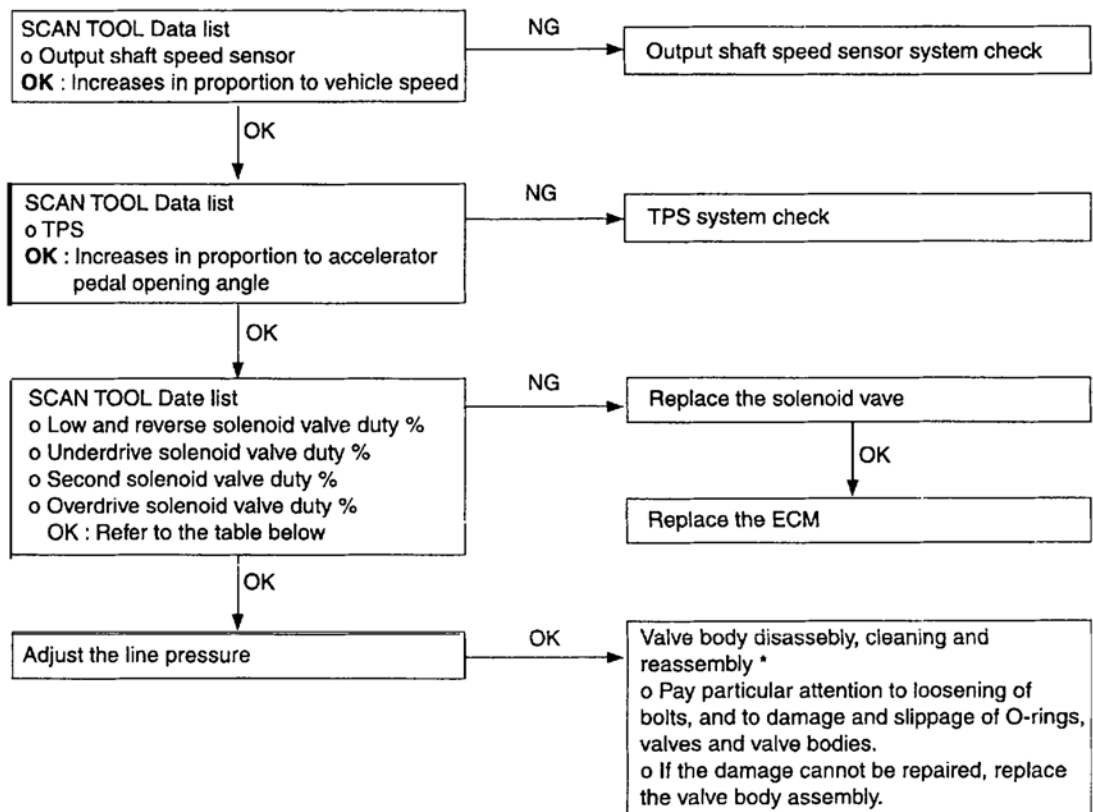 SCAN TOOL Data list
o Output shaft speed sensor
OK : Increases in proportion to vehicle speed
NG
Output shaft speed sensor system check
OK
SCAN TOOL Data list
o TPS
OK : Increases in proportion to accelerator
pedal opening angle
NG
TPS system check
OK
SCAN TOOL Date list
o Low and reverse solenoid valve duty %
o Underdrive solenoid valve duty %
o Second solenoid valve duty %
o Overdrive solenoid valve duty %
OK : Refer to the table below
NG
Replace the solenoid vave
OK
Replace the ECM
OK
Adjust the line pressure
OK
Valve body disassebly, cleaning and
reassembly *
o Pay particular attention to loosening of
bolts, and to damage and slippage of O-rings,
valves and valve bodies.
o If the damage cannot be repaired, replace
the valve body assembly.